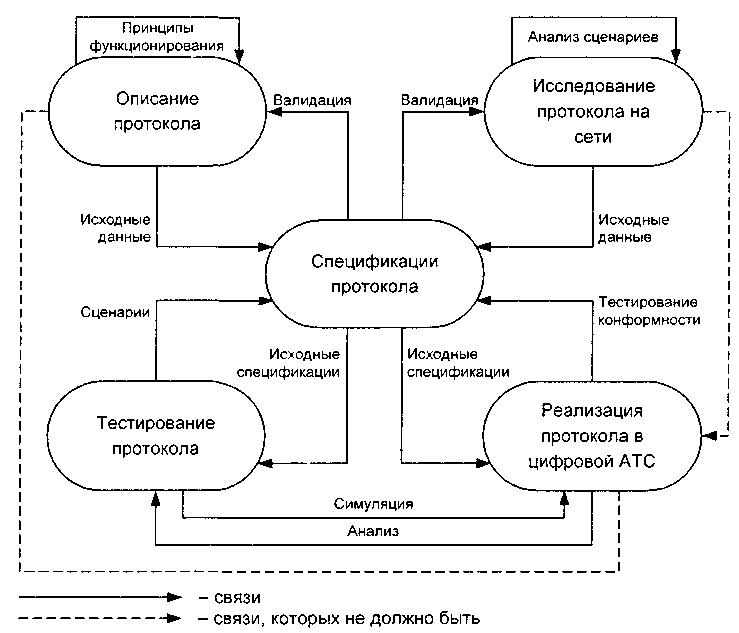 Принципы
функционирования
Анализ сценариев
Описание
протокола
Валидация
Валидация
Исследование
протокола на
сети
Исходные
данные
Исходные
данные
Спецификации
протокола
Сценарии
Тестирование
конформности
Исходные
спецификации
Исходные
спецификации
Тестирование
протокола
Реализация
протокола в
цифровой АТС
Симуляция
Анализ
– связи
– связи, которых не должно быть